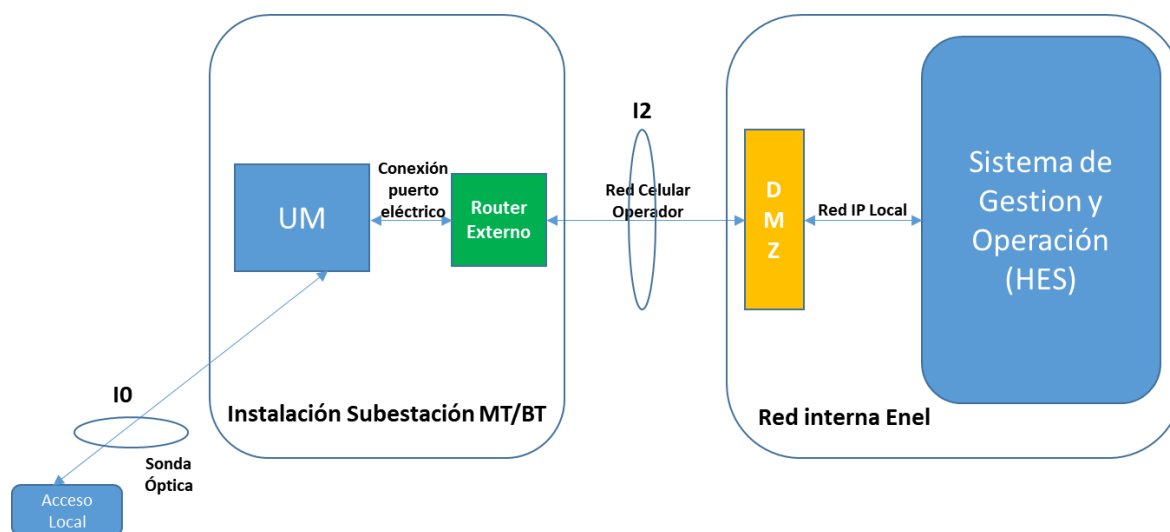 I0
Acceso
Local
Sonda
Óptica
UM
Conexión
puerto
eléctrico
Router
Externo
Instalación Subestación MT/BT
I2
Red Celular
Operador
D
M
Z
Red IP Local
Sistema de
Gestion y
Operación
(HES)
Red interna Enel